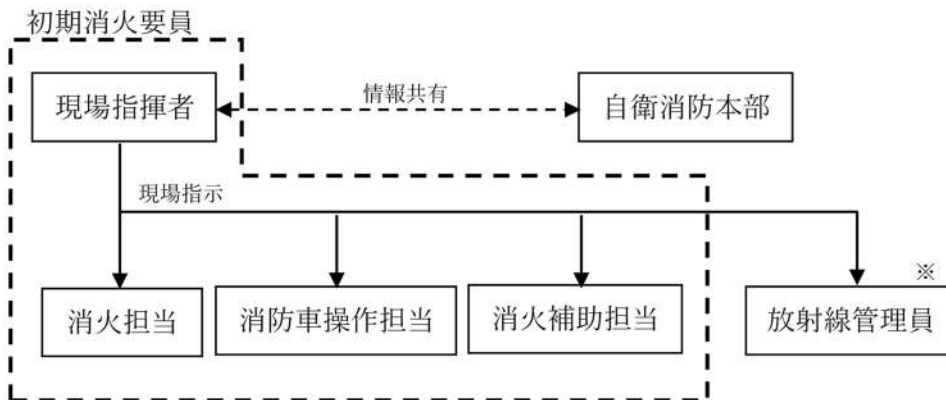 初期消火要員
現場指揮者
情報共有
自衛消防本部
現場指示
※
消火担当
消防車操作担当
消火補助担当
放射線管理員